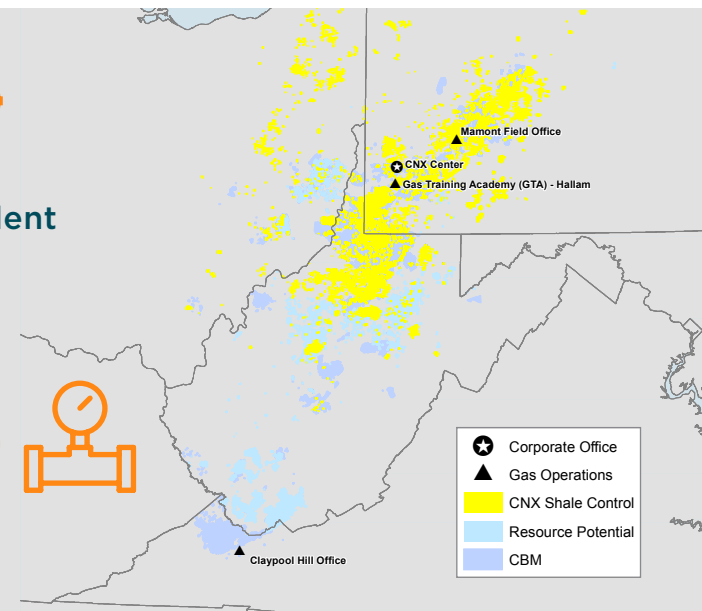 Mamont Field Office
CNX Center
Gas Training Academy (GTA) - Hallam
Corporate Office
Gas Operations
CNX Shale Control
Resource Potential
CBM
Claypool Hill Office